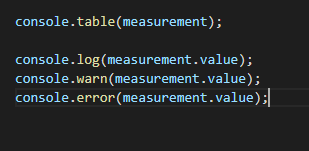 console.table(measurement);
console.log(measurement.value);
console.warn(measurement.value);
console.error(measurement.value);